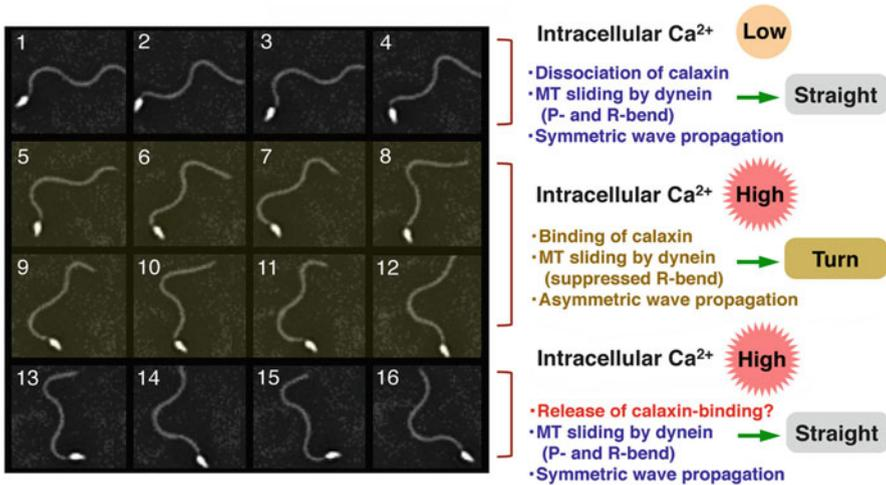 1 2 3 4
Intracellular Ca²⁺ Low
·Dissociation of calaxin
·MT sliding by dynein
(P- and R-bend)
·Symmetric wave propagation
Straight
5 6 7 8
Intracellular Ca²⁺ High
·Binding of calaxin
·MT sliding by dynein
(suppressed R-bend)
·Asymmetric wave propagation
Turn
9 10 11 12
Intracellular Ca²⁺ High
13 14 15 16
·Release of calaxin-binding?
·MT sliding by dynein
(P- and R-bend)
·Symmetric wave propagation
Straight